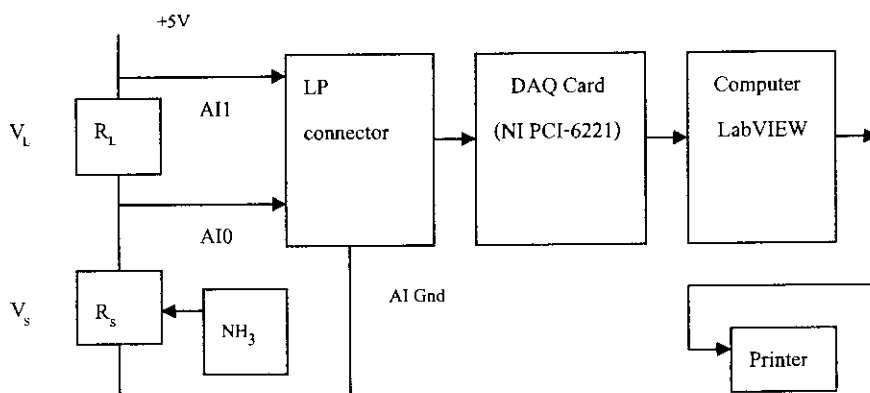 +5V
LP
connector
DAQ Card
(NI PCI-6221)
Computer
LabVIEW
AI1
V_L
R_L
AI0
AI Gnd
V_S
R_S
NH₃
Printer